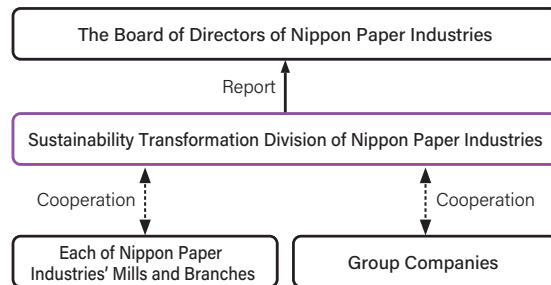 The Board of Directors of Nippon Paper Industries
Report
Sustainability Transformation Division of Nippon Paper Industries
Cooperation
Cooperation
Each of Nippon Paper
Industries’ Mills and Branches
Group Companies